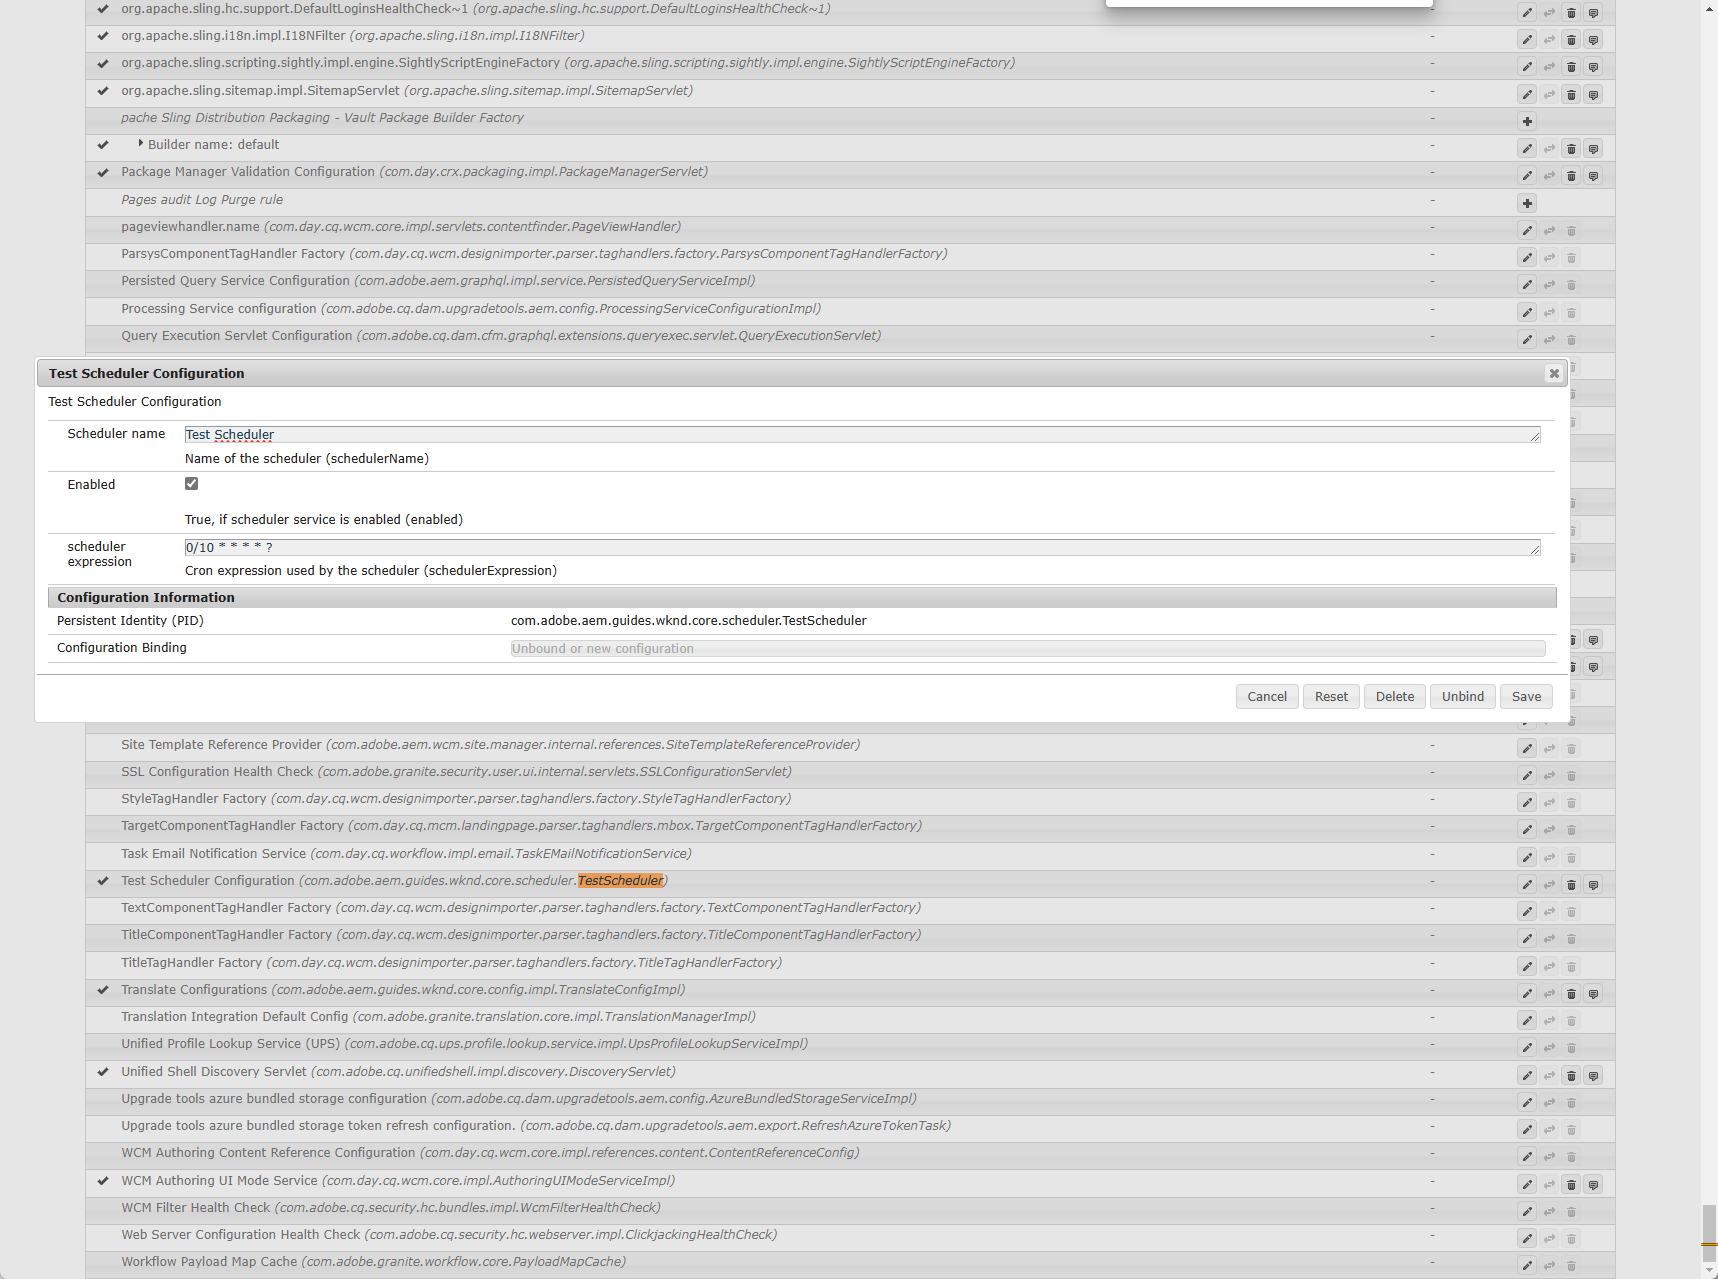 org.apache.sling.hc.support.DefaultLoginsHealthCheck~1 (org.apache.sling.hc.support.DefaultLoginsHealthCheck~1) -
org.apache.sling.i18n.impl.I18NFilter (org.apache.sling.i18n.impl.I18NFilter) -
org.apache.sling.scripting.sightly.impl.engine.SightlyScriptEngineFactory (org.apache.sling.scripting.sightly.impl.engine.SightlyScriptEngineFactory) -
org.apache.sling.sitemap.impl.SitemapServlet (org.apache.sling.sitemap.impl.SitemapServlet) -
pache Sling Distribution Packaging - Vault Package Builder Factory -
Builder name: default -
Package Manager Validation Configuration (com.day.crx.packaging.impl.PackageManagerServlet) -
Pages audit Log Purge rule -
pageviewhandler.name (com.day.cq.wcm.core.impl.servlets.contentfinder.PageViewHandler) -
ParsysComponentTagHandler Factory (com.day.cq.wcm.designimporter.parser.taghandlers.factory.ParsysComponentTagHandlerFactory) -
Persisted Query Service Configuration (com.adobe.aem.graphql.impl.service.PersistedQueryServiceImpl) -
Processing Service configuration (com.adobe.cq.dam.upgradetools.aem.config.ProcessingServiceConfigurationImpl) -
Query Execution Servlet Configuration (com.adobe.cq.dam.cfm.graphql.extensions.queryexec.servlet.QueryExecutionServlet) -
Test Scheduler Configuration
Test Scheduler Configuration
Scheduler name Test Scheduler
Name of the scheduler (schedulerName)
Enabled
True, if scheduler service is enabled (enabled)
scheduler expression 0/10 * * * * ?
Cron expression used by the scheduler (schedulerExpression)
Configuration Information
Persistent Identity (PID) com.adobe.aem.guides.wknd.core.scheduler.TestScheduler
Configuration Binding Unbound or new configuration
Cancel Reset Delete Unbind Save
Site Template Reference Provider (com.adobe.aem.wcm.site.manager.internal.references.SiteTemplateReferenceProvider) -
SSL Configuration Health Check (com.adobe.granite.security.user.ui.internal.servlets.SSLConfigurationServlet) -
StyleTagHandler Factory (com.day.cq.wcm.designimporter.parser.taghandlers.factory.StyleTagHandlerFactory) -
TargetComponentTagHandler Factory (com.day.cq.mcm.landingpage.parser.taghandlers.mbox.TargetComponentTagHandlerFactory) -
Task Email Notification Service (com.day.cq.workflow.impl.email.TaskEMailNotificationService) -
Test Scheduler Configuration (com.adobe.aem.guides.wknd.core.scheduler.TestScheduler) -
TextComponentTagHandler Factory (com.day.cq.wcm.designimporter.parser.taghandlers.factory.TextComponentTagHandlerFactory) -
TitleComponentTagHandler Factory (com.day.cq.wcm.designimporter.parser.taghandlers.factory.TitleComponentTagHandlerFactory) -
TitleTagHandler Factory (com.day.cq.wcm.designimporter.parser.taghandlers.factory.TitleTagHandlerFactory) -
Translate Configurations (com.adobe.aem.guides.wknd.core.config.impl.TranslateConfigImpl) -
Translation Integration Default Config (com.adobe.granite.translation.core.impl.TranslationManagerImpl) -
Unified Profile Lookup Service (UPS) (com.adobe.cq.ups.profile.lookup.service.impl.UpsProfileLookupServiceImpl) -
Unified Shell Discovery Servlet (com.adobe.cq.unifiedshell.impl.discovery.DiscoveryServlet) -
Upgrade tools azure bundled storage configuration (com.adobe.cq.dam.upgradetools.aem.config.AzureBundledStorageServiceImpl) -
Upgrade tools azure bundled storage token refresh configuration. (com.adobe.cq.dam.upgradetools.aem.export.RefreshAzureTokenTask) -
WCM Authoring Content Reference Configuration (com.day.cq.wcm.core.impl.references.content.ContentReferenceConfig) -
WCM Authoring UI Mode Service (com.day.cq.wcm.core.impl.AuthoringUIModeServiceImpl) -
WCM Filter Health Check (com.adobe.cq.security.hc.bundles.impl.WcmFilterHealthCheck) -
Web Server Configuration Health Check (com.adobe.cq.security.hc.webserver.impl.ClickjackingHealthCheck) -
Workflow Payload Map Cache (com.adobe.granite.workflow.core.PayloadMapCache) -